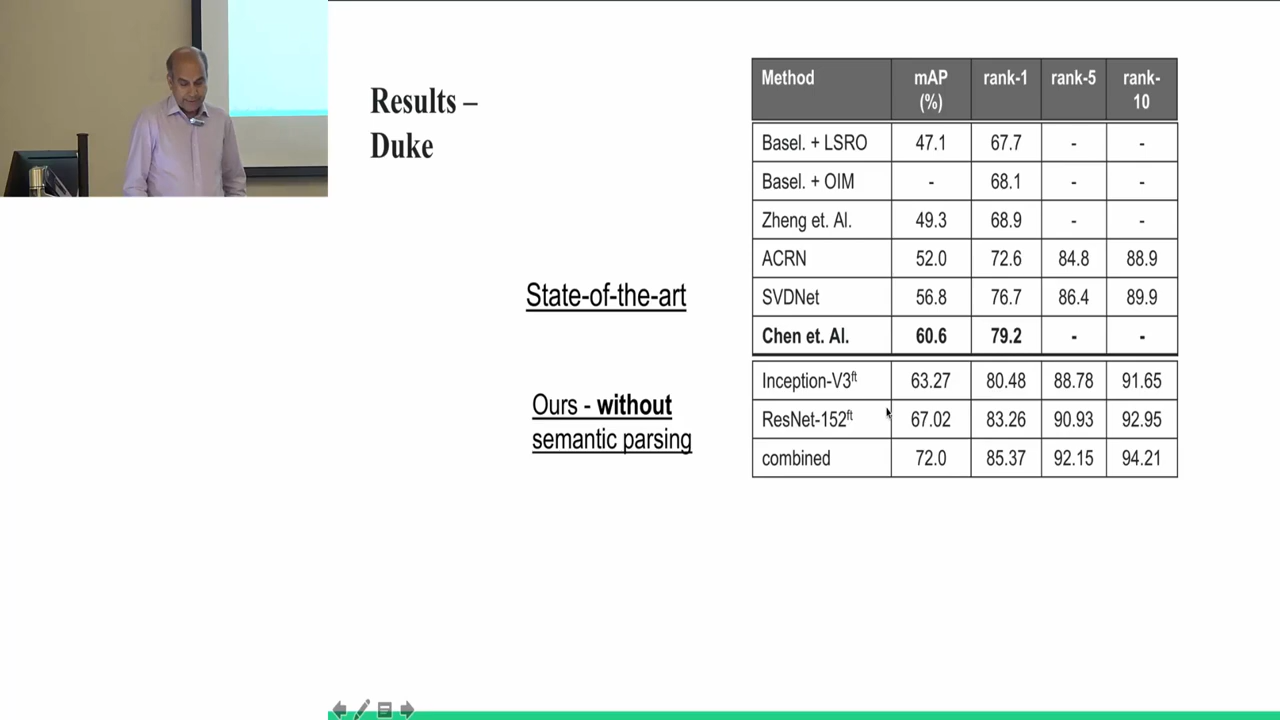 Results –
Duke
State-of-the-art
Ours - without
semantic parsing
Method mAP (%) rank-1 rank-5 rank-10
Basel. + LSRO 47.1 67.7 - -
Basel. + OIM - 68.1 - -
Zheng et. Al. 49.3 68.9 - -
ACRN 52.0 72.6 84.8 88.9
SVDNet 56.8 76.7 86.4 89.9
Chen et. Al. 60.6 79.2 - -
Inception-V3ft 63.27 80.48 88.78 91.65
ResNet-152ft 67.02 83.26 90.93 92.95
combined 72.0 85.37 92.15 94.21